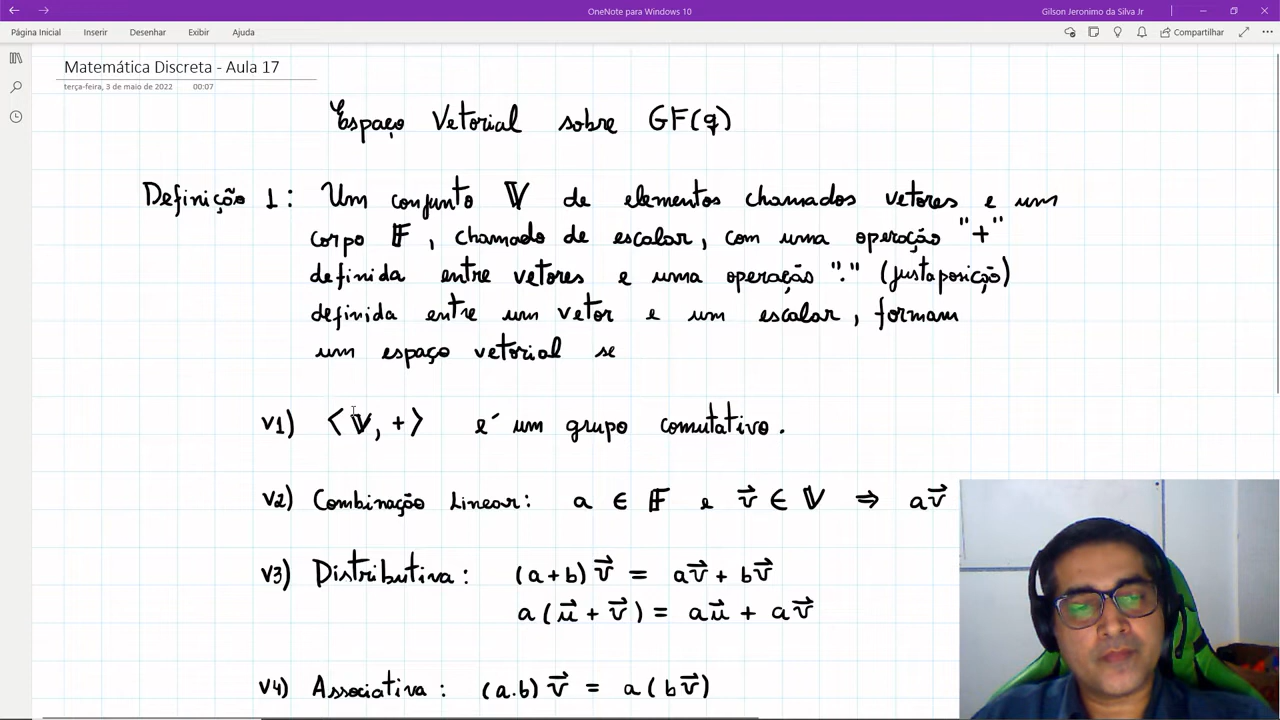 OneNote para Windows 10
Gilson Jeronimo da Silva Jr
Página Inicial Inserir Desenhar Exibir Ajuda
Compartilhar
Matemática Discreta - Aula 17
terça-feira, 3 de maio de 2022 00:07
Espaço Vetorial sobre GF(q)
Definição 1: Um conjunto 𝕍 de elementos chamados vetores e um
corpo 𝔽, chamado de escalar, com uma operação "+"
definida entre vetores e uma operação "." (justaposição)
definida entre um vetor e um escalar, formam
um espaço vetorial se
v1) <𝕍, +> é um grupo comutativo.
v2) Combinação Linear: a ∈ 𝔽 e v⃗ ∈ 𝕍 ⇒ av⃗
v3) Distributiva: (a+b)v⃗ = av⃗ + bv⃗
a(u⃗ + v⃗) = au⃗ + av⃗
v4) Associativa: (a.b)v⃗ = a(bv⃗)